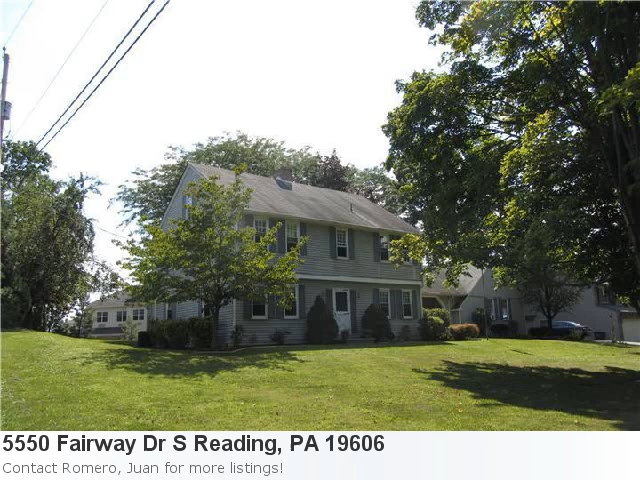 5550 Fairway Dr S Reading, PA 19606
Contact Romero, Juan for more listings!